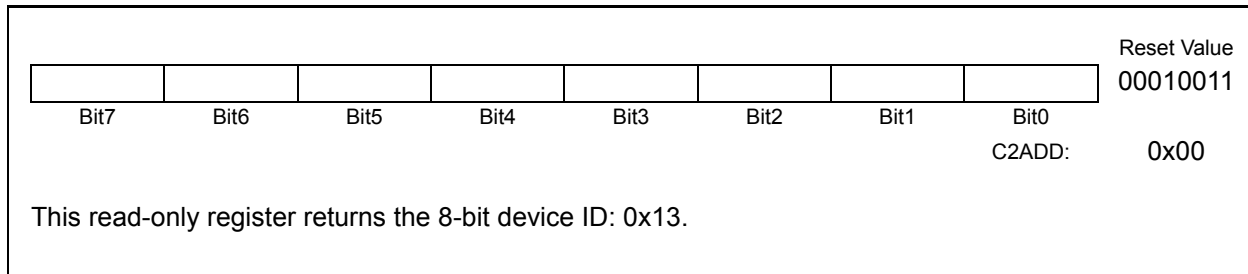 Reset Value
00010011
Bit7 Bit6 Bit5 Bit4 Bit3 Bit2 Bit1 Bit0
C2ADD: 0x00
This read-only register returns the 8-bit device ID: 0x13.